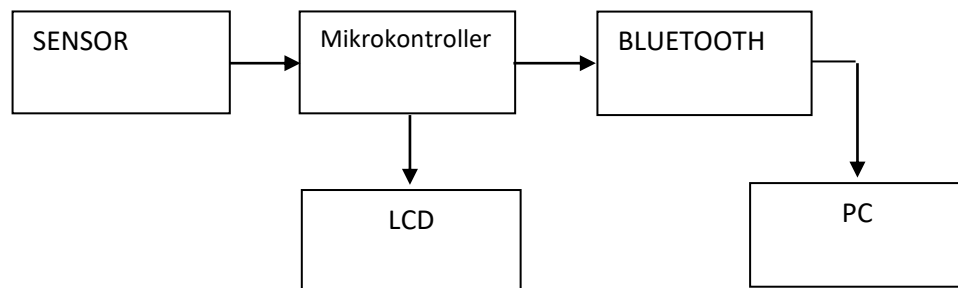 SENSOR
Mikrokontroller
BLUETOOTH
LCD
PC